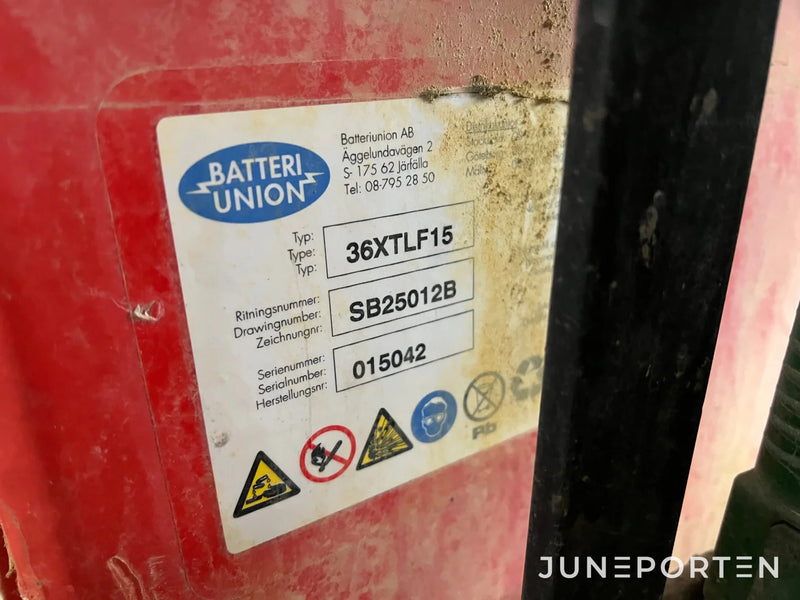 BATTERI
UNION
Batteriunion AB
Äggelundavägen 2
S- 175 62 Järfälla
Tel: 08-795 28 50
Typ:
Type:
Typ:
36XTLF15
Ritningsnummer:
Drawingnumber:
Zeichnungnr:
SB25012B
Serienummer:
Serialnumber:
Herstellungsnr:
015042
Pb
JUNEPORTEN